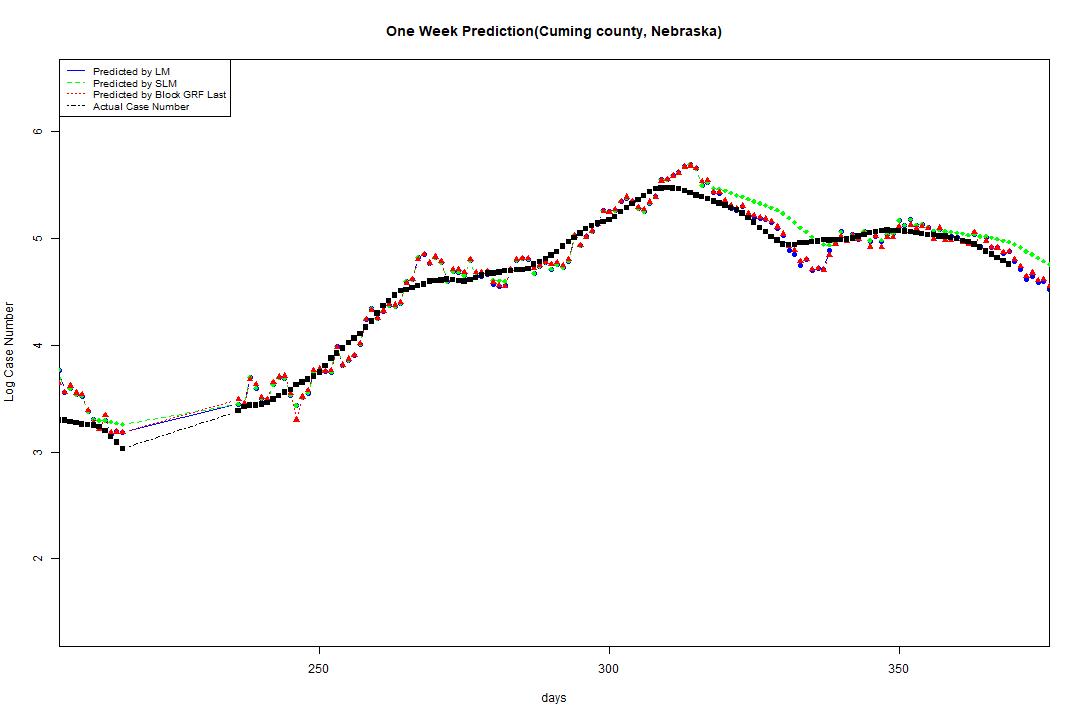 One Week Prediction(Cuming county, Nebraska)
Predicted by LM
Predicted by SLM
Predicted by Block GRF Last
Actual Case Number
Log Case Number
6
5
4
3
2
250
300
350
days